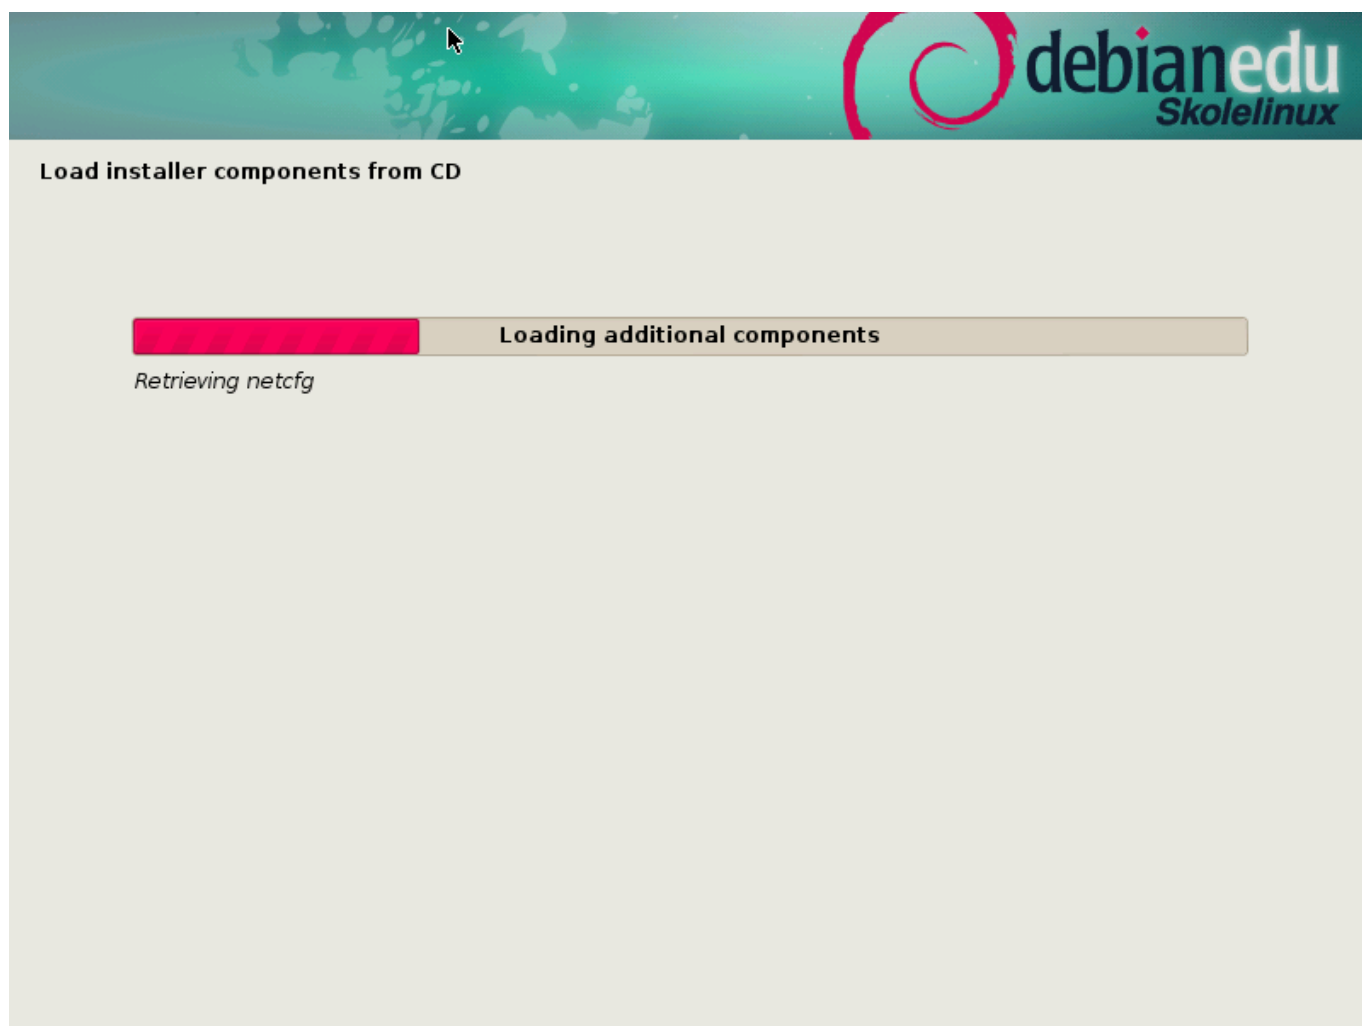 debianedu
Skolelinux
Load installer components from CD
Loading additional components
Retrieving netcfg